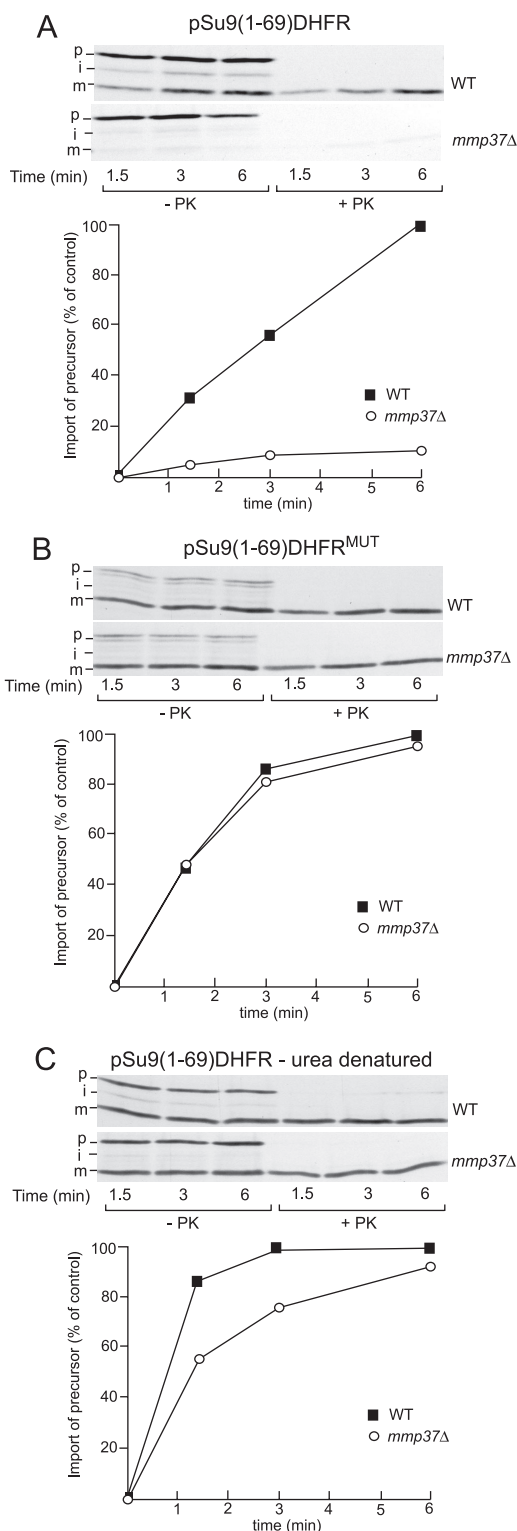 A pSu9(1-69)DHFR
p
i
m
WT
p
i
m
mmp37Δ
Time (min) 1.5 3 6 1.5 3 6
- PK + PK
Import of precursor (% of control)
100
80
60
40
20
WT
mmp37Δ
1 2 3 4 5 6
time (min)
B pSu9(1-69)DHFRMUT
p
i
m
WT
p
i
m
mmp37Δ
Time (min) 1.5 3 6 1.5 3 6
- PK + PK
Import of precursor (% of control)
100
80
60
40
20
WT
mmp37Δ
1 2 3 4 5 6
time (min)
C pSu9(1-69)DHFR - urea denatured
p
i
m
WT
p
i
m
mmp37Δ
Time (min) 1.5 3 6 1.5 3 6
- PK + PK
Import of precursor (% of control)
100
80
60
40
20
WT
mmp37Δ
1 2 3 4 5 6
time (min)